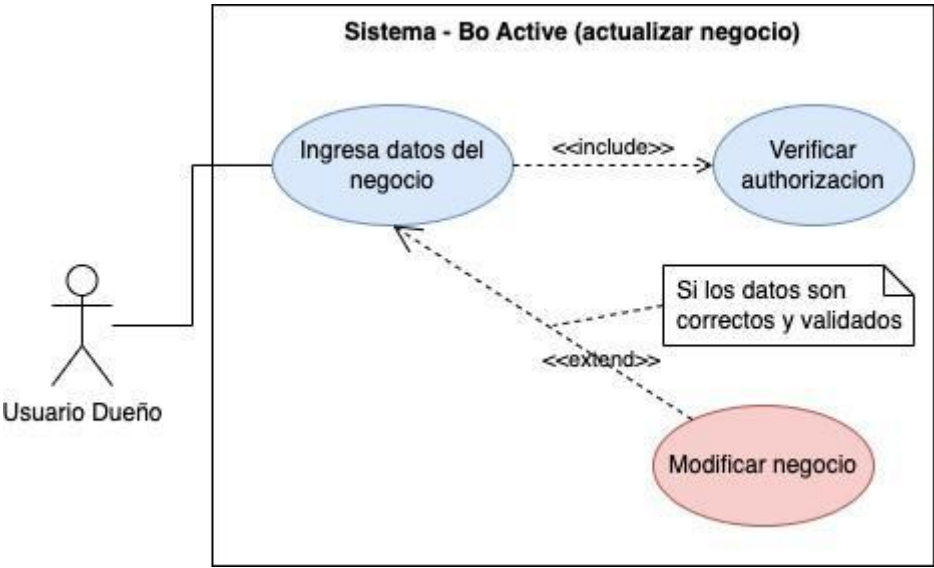 Sistema - Bo Active (actualizar negocio)
Ingresa datos del
negocio
<<include>>
Verificar
authorizacion
Si los datos son
correctos y validados
<<extend>>
Usuario Dueño
Modificar negocio